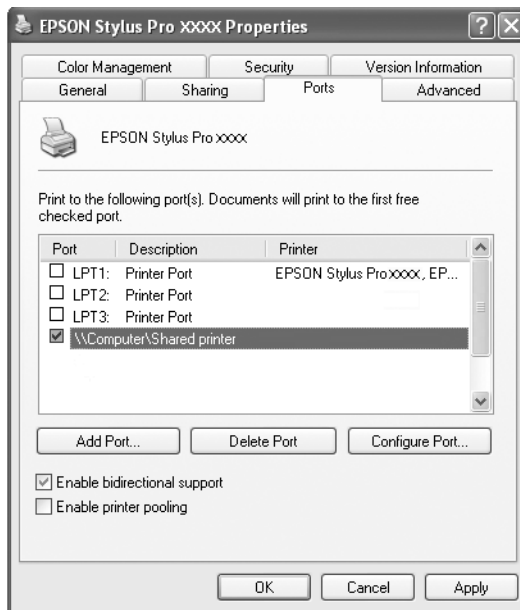 EPSON Stylus Pro XXXX Properties
Color Management Security Version Information
General Sharing Ports Advanced
EPSON Stylus Pro xxxx
Print to the following port(s). Documents will print to the first free
checked port.
Port Description Printer
LPT1: Printer Port EPSON Stylus Pro xxxx, EP...
LPT2: Printer Port
LPT3: Printer Port
\\Computer\Shared printer
Add Port... Delete Port Configure Port...
Enable bidirectional support
Enable printer pooling
OK Cancel Apply